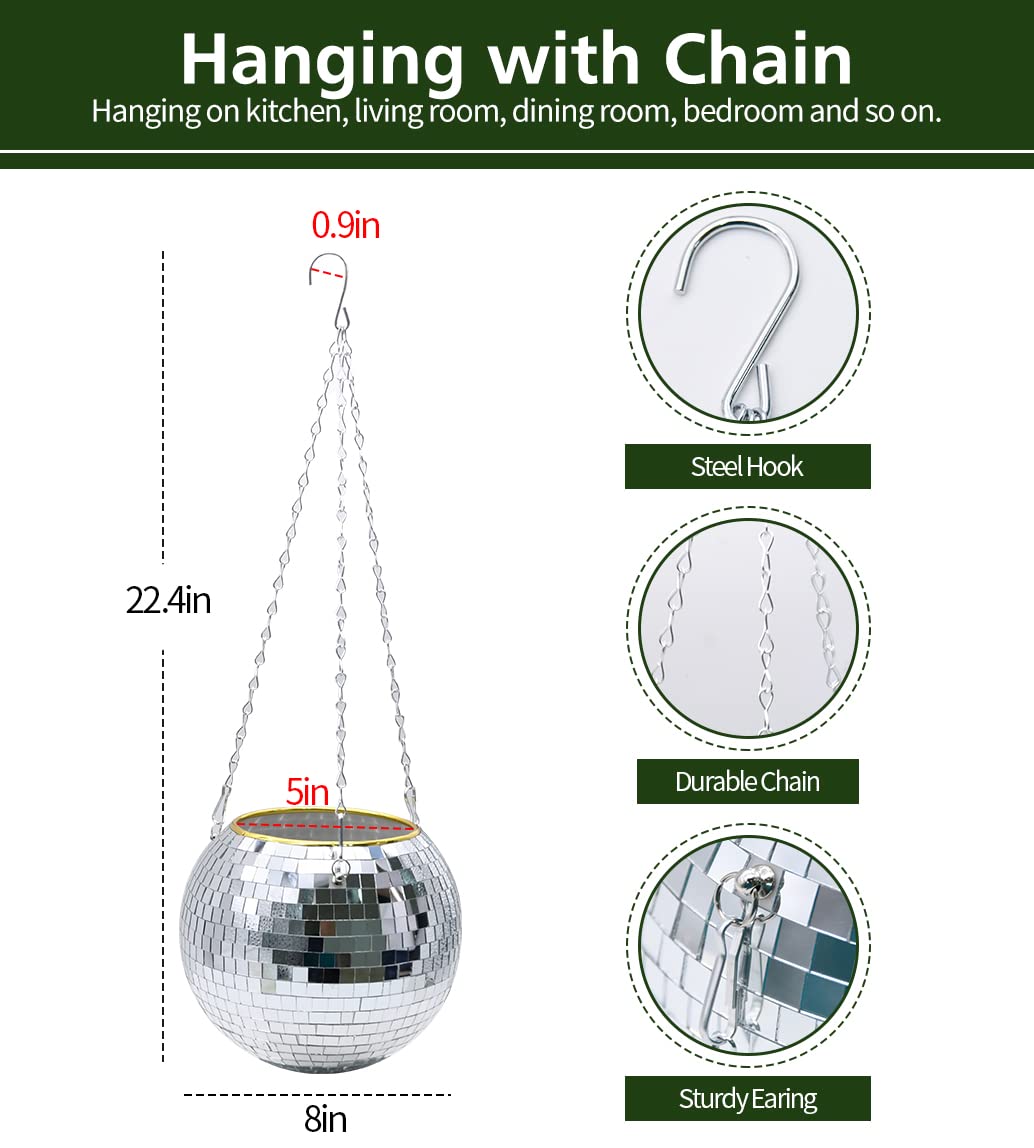 Hanging with Chain
Hanging on kitchen, living room, dining room, bedroom and so on.
0.9in
22.4in
5in
8in
Steel Hook
Durable Chain
Sturdy Earing